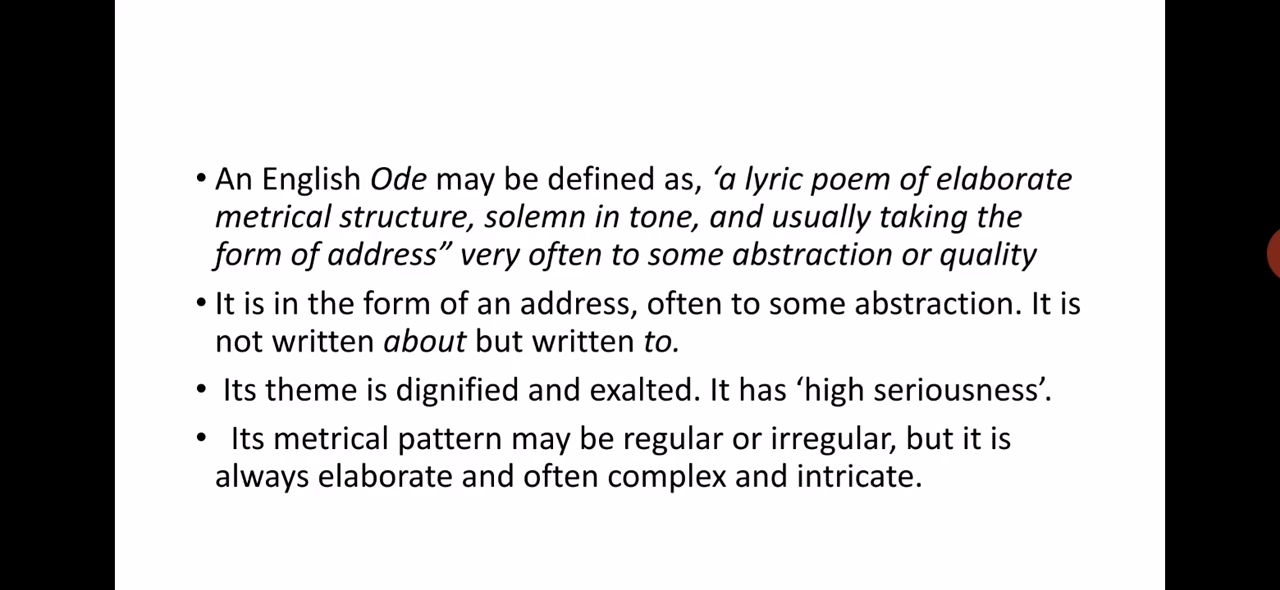 • An English Ode may be defined as, ‘a lyric poem of elaborate
metrical structure, solemn in tone, and usually taking the
form of address” very often to some abstraction or quality
• It is in the form of an address, often to some abstraction. It is
not written about but written to.
• Its theme is dignified and exalted. It has ‘high seriousness’.
• Its metrical pattern may be regular or irregular, but it is
always elaborate and often complex and intricate.